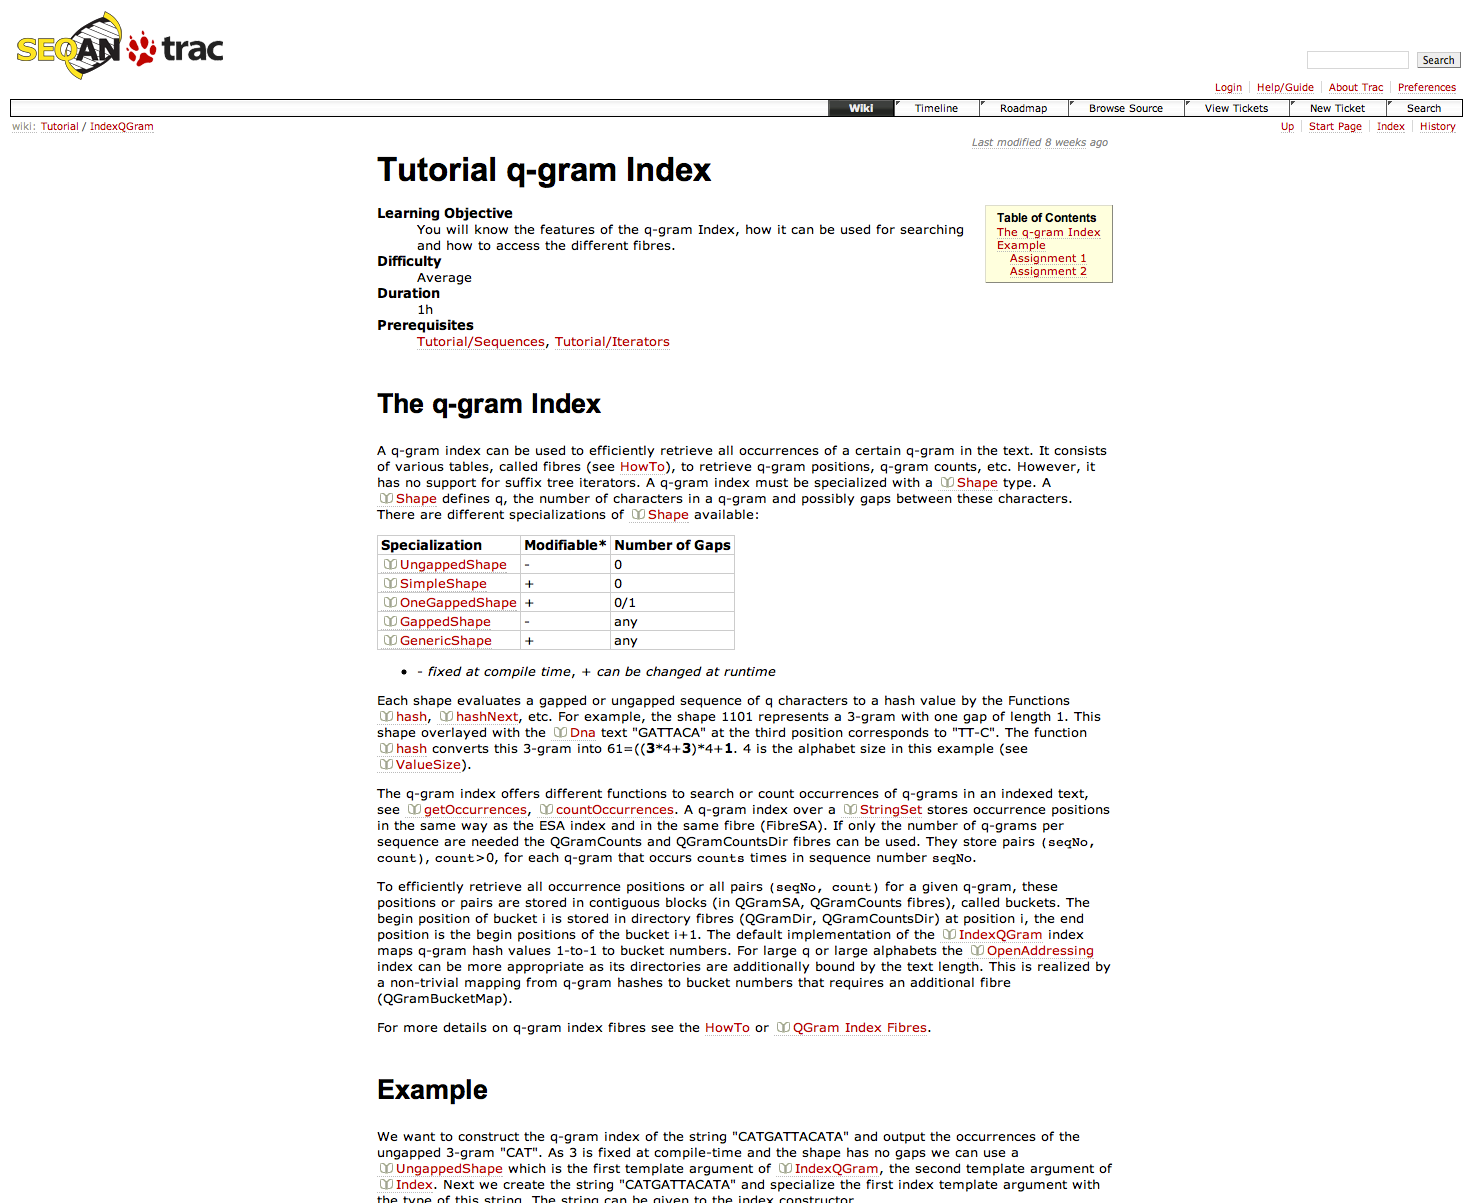 SEQAN trac
Search
Login Help/Guide About Trac Preferences
Wiki Timeline Roadmap Browse Source View Tickets New Ticket Search
wiki: Tutorial / IndexQGram
Up Start Page Index History
Last modified 8 weeks ago
Tutorial q-gram Index
Learning Objective
You will know the features of the q-gram Index, how it can be used for searching
and how to access the different fibres.
Difficulty
Average
Duration
1h
Prerequisites
Tutorial/Sequences, Tutorial/Iterators
Table of Contents
The q-gram Index
Example
Assignment 1
Assignment 2
The q-gram Index
A q-gram index can be used to efficiently retrieve all occurrences of a certain q-gram in the text. It consists
of various tables, called fibres (see HowTo), to retrieve q-gram positions, q-gram counts, etc. However, it
has no support for suffix tree iterators. A q-gram index must be specialized with a Shape type. A
Shape defines q, the number of characters in a q-gram and possibly gaps between these characters.
There are different specializations of Shape available:
Specialization Modifiable* Number of Gaps
UngappedShape - 0
SimpleShape + 0
OneGappedShape + 0/1
GappedShape - any
GenericShape + any
• - fixed at compile time, + can be changed at runtime
Each shape evaluates a gapped or ungapped sequence of q characters to a hash value by the Functions
hash, hashNext, etc. For example, the shape 1101 represents a 3-gram with one gap of length 1. This
shape overlayed with the Dna text "GATTACA" at the third position corresponds to "TT-C". The function
hash converts this 3-gram into 61=((3*4+3)*4+1. 4 is the alphabet size in this example (see
ValueSize).
The q-gram index offers different functions to search or count occurrences of q-grams in an indexed text,
see getOccurrences, countOccurrences. A q-gram index over a StringSet stores occurrence positions
in the same way as the ESA index and in the same fibre (FibreSA). If only the number of q-grams per
sequence are needed the QGramCounts and QGramCountsDir fibres can be used. They store pairs (seqNo,
count), count>0, for each q-gram that occurs counts times in sequence number seqNo.
To efficiently retrieve all occurrence positions or all pairs (seqNo, count) for a given q-gram, these
positions or pairs are stored in contiguous blocks (in QGramSA, QGramCounts fibres), called buckets. The
begin position of bucket i is stored in directory fibres (QGramDir, QGramCountsDir) at position i, the end
position is the begin positions of the bucket i+1. The default implementation of the IndexQGram index
maps q-gram hash values 1-to-1 to bucket numbers. For large q or large alphabets the OpenAddressing
index can be more appropriate as its directories are additionally bound by the text length. This is realized by
a non-trivial mapping from q-gram hashes to bucket numbers that requires an additional fibre
(QGramBucketMap).
For more details on q-gram index fibres see the HowTo or QGram Index Fibres.
Example
We want to construct the q-gram index of the string "CATGATTACATA" and output the occurrences of the
ungapped 3-gram "CAT". As 3 is fixed at compile-time and the shape has no gaps we can use a
UngappedShape which is the first template argument of IndexQGram, the second template argument of
Index. Next we create the string "CATGATTACATA" and specialize the first index template argument with
the type of this string. The string can be given to the index constructor.